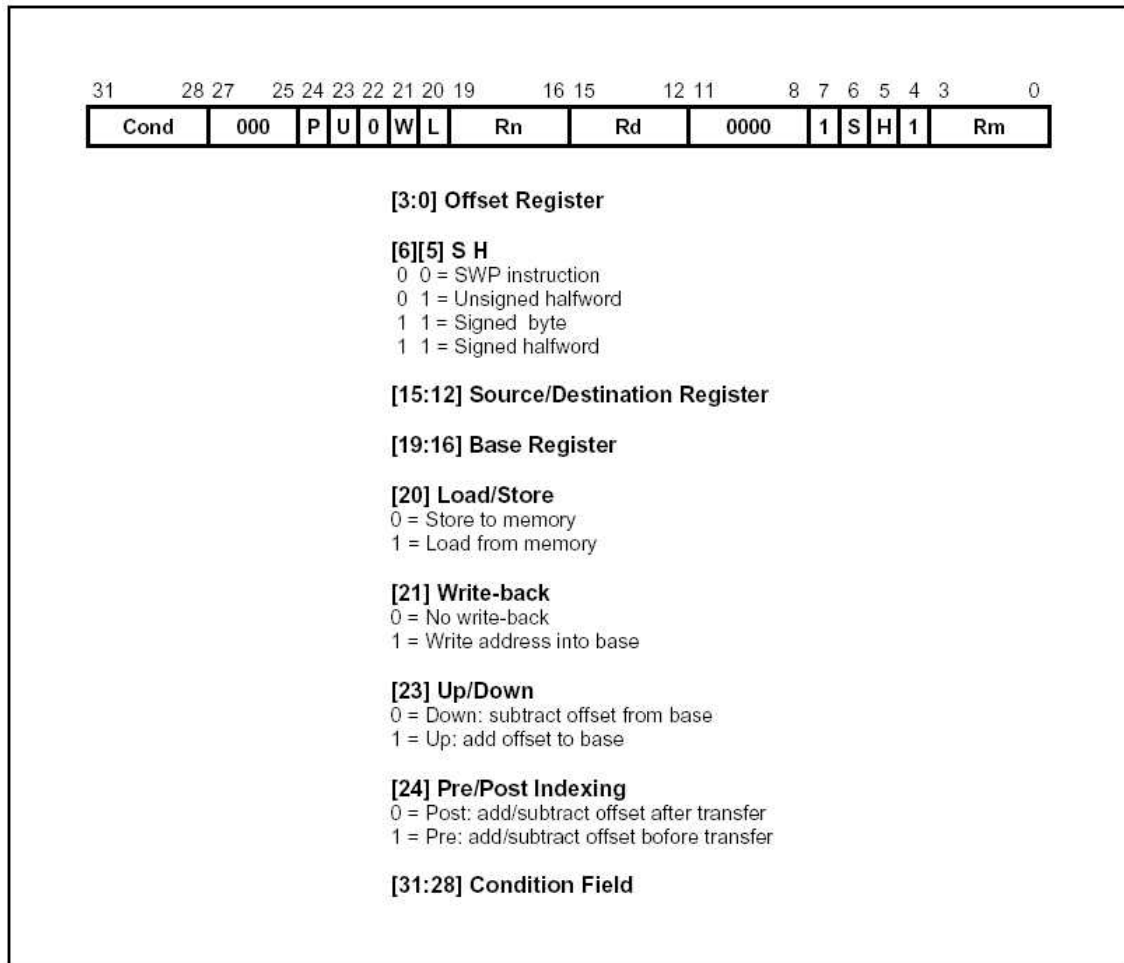 31 28 27 25 24 23 22 21 20 19 16 15 12 11 8 7 6 5 4 3 0
Cond 000 P U 0 W L Rn Rd 0000 1 S H 1 Rm
[3:0] Offset Register
[6][5] S H
0 0 = SWP instruction
0 1 = Unsigned halfword
1 1 = Signed byte
1 1 = Signed halfword
[15:12] Source/Destination Register
[19:16] Base Register
[20] Load/Store
0 = Store to memory
1 = Load from memory
[21] Write-back
0 = No write-back
1 = Write address into base
[23] Up/Down
0 = Down: subtract offset from base
1 = Up: add offset to base
[24] Pre/Post Indexing
0 = Post: add/subtract offset after transfer
1 = Pre: add/subtract offset bofore transfer
[31:28] Condition Field